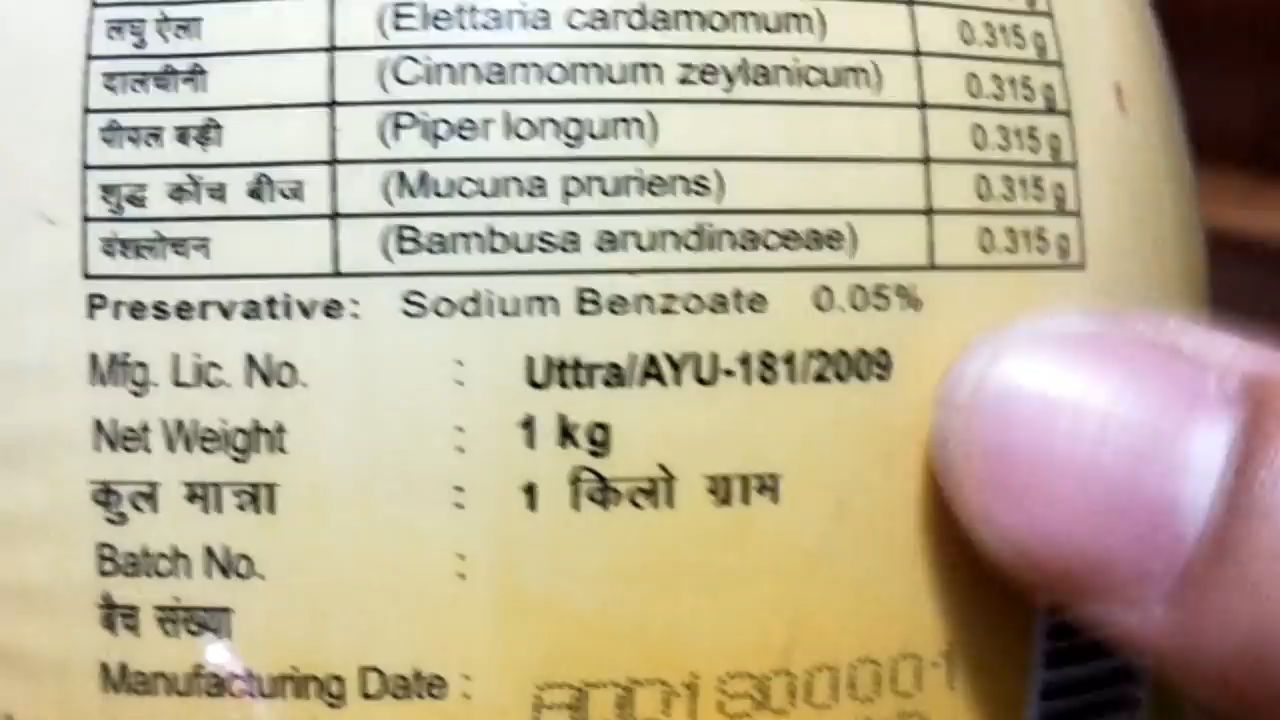 लघु ऐला (Elettaria cardamomum) 0.315 g
दालचीनी (Cinnamomum zeylanicum) 0.315 g
पीपल बड़ी (Piper longum) 0.315 g
शुद्ध कोंच बीज (Mucuna pruriens) 0.315 g
वंशलोचन (Bambusa arundinaceae) 0.315 g
Preservative: Sodium Benzoate 0.05%
Mfg. Lic. No. : Uttra/AYU-181/2009
Net Weight : 1 kg
कुल मात्रा : 1 किलो ग्राम
Batch No. :
बैच संख्या
Manufacturing Date :